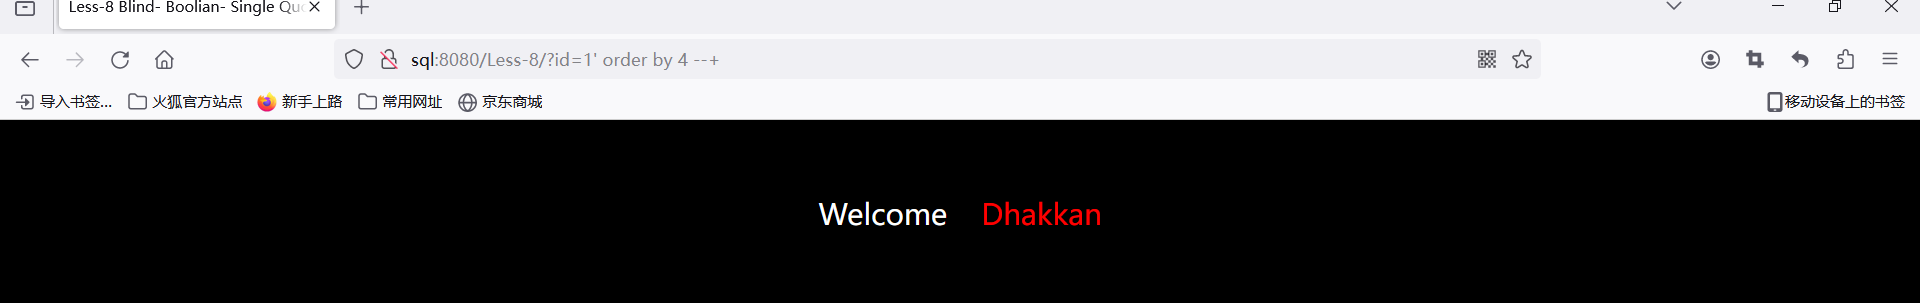 Less-8 Blind- Boolian- Single Quo
sql:8080/Less-8/?id=1' order by 4 --+
导入书签... 火狐官方站点 新手上路 常用网址 京东商城 移动设备上的书签
Welcome Dhakkan